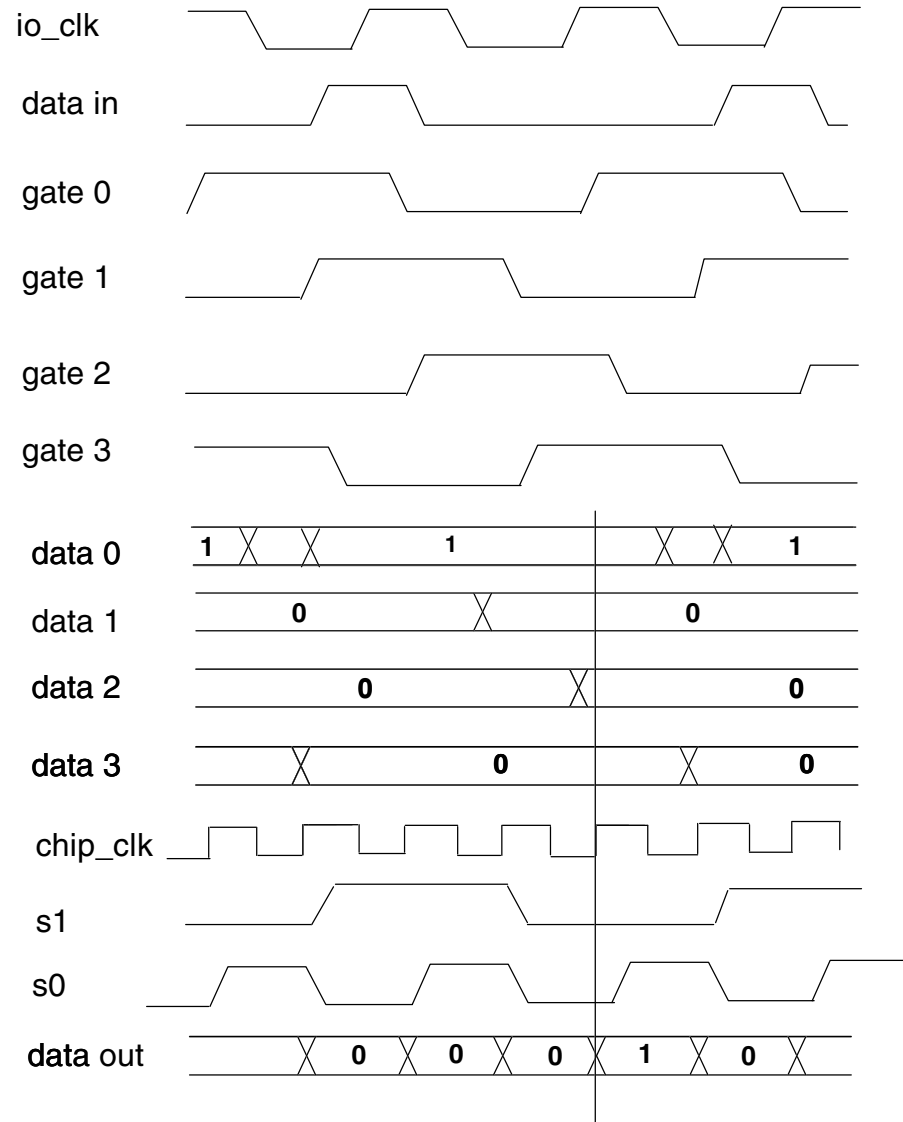 io_clk
data in
gate 0
gate 1
gate 2
gate 3
data 0 1 1 1
data 1 0 0
data 2 0 0
data 3 0 0 0
chip_clk
s1
s0
data out 0 0 0 1 0